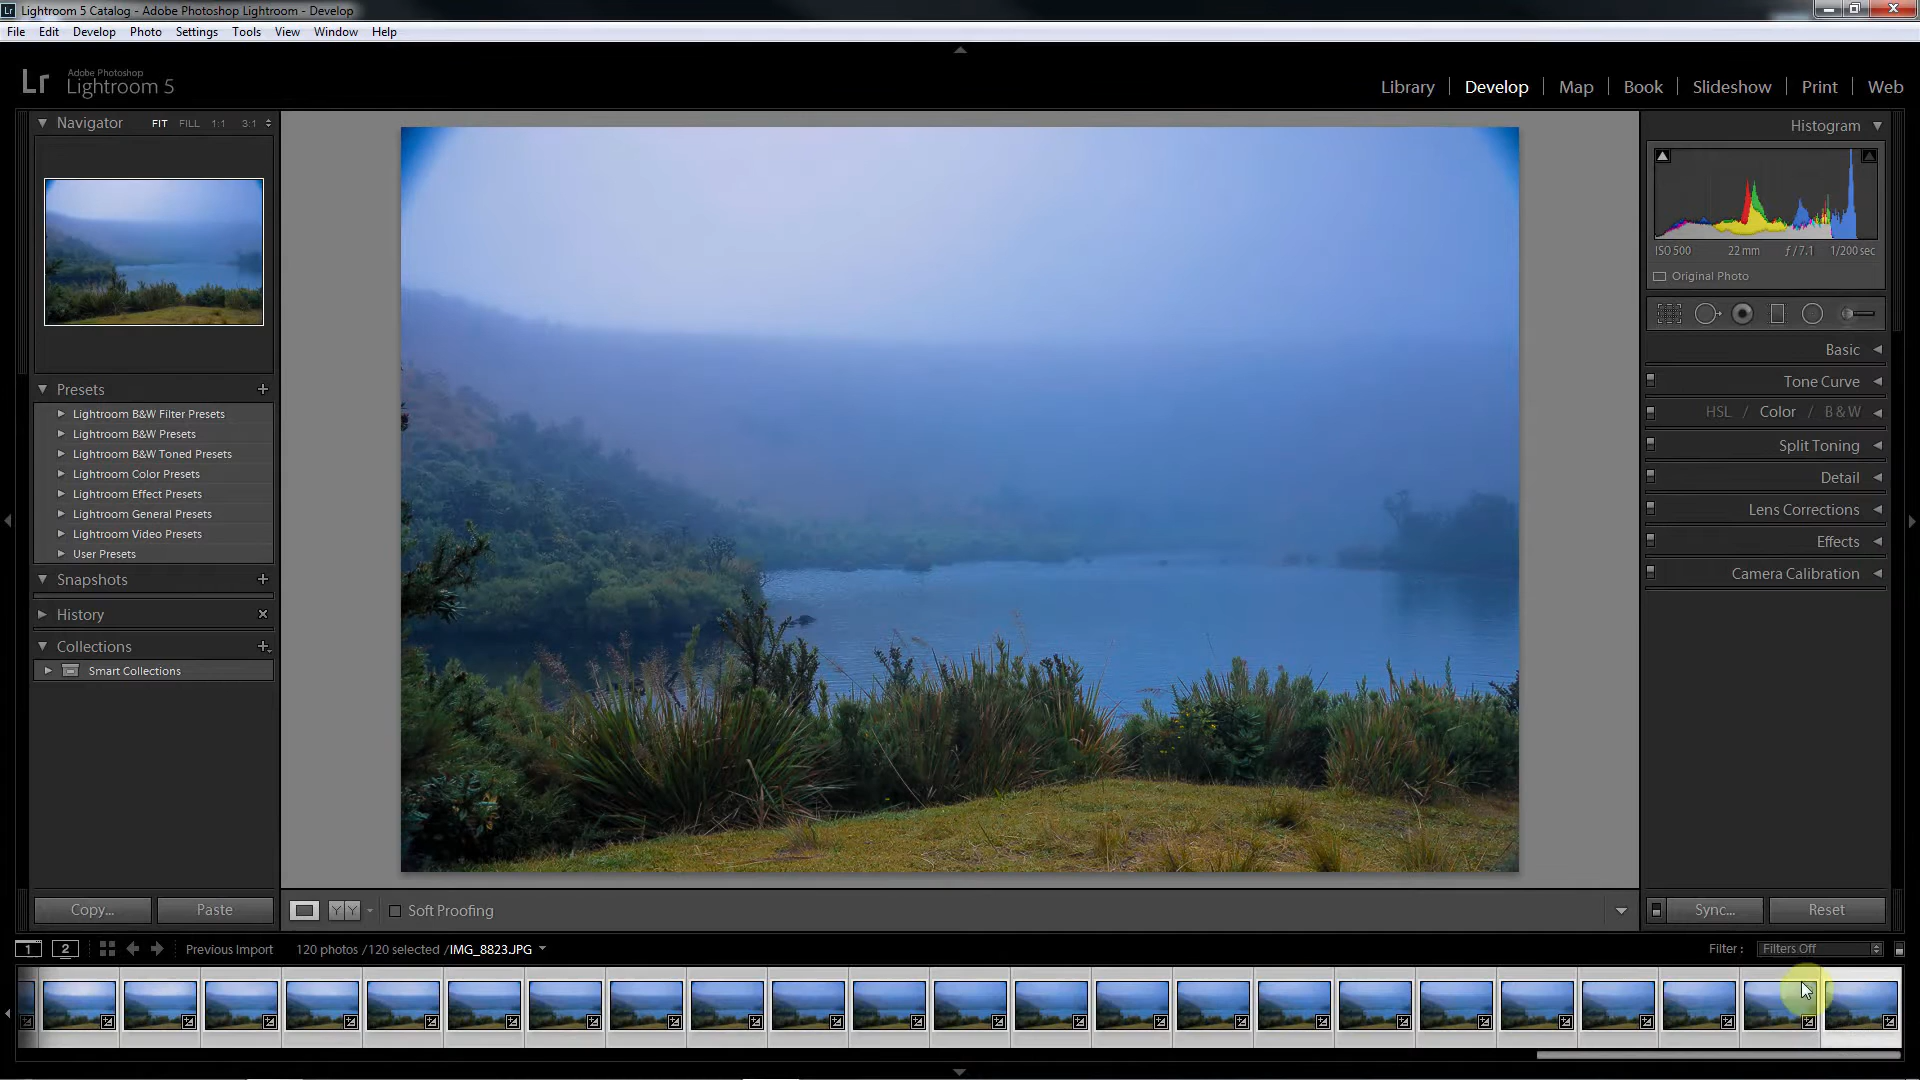 Lr Lightroom 5 Catalog - Adobe Photoshop Lightroom - Develop
File Edit Develop Photo Settings Tools View Window Help
Lr Adobe Photoshop
Lightroom 5
Library Develop Map Book Slideshow Print Web
Navigator FIT FILL 1:1 3:1
Presets
Lightroom B&W Filter Presets
Lightroom B&W Presets
Lightroom B&W Toned Presets
Lightroom Color Presets
Lightroom Effect Presets
Lightroom General Presets
Lightroom Video Presets
User Presets
Snapshots
History
Collections
Smart Collections
Copy... Paste
Histogram
ISO 500 22 mm ƒ / 7.1 1/200 sec
Original Photo
Basic
Tone Curve
HSL / Color / B & W
Split Toning
Detail
Lens Corrections
Effects
Camera Calibration
Y Y Soft Proofing
Sync... Reset
1 2 Previous Import 120 photos / 120 selected / IMG_8823.JPG
Filter : Filters Off